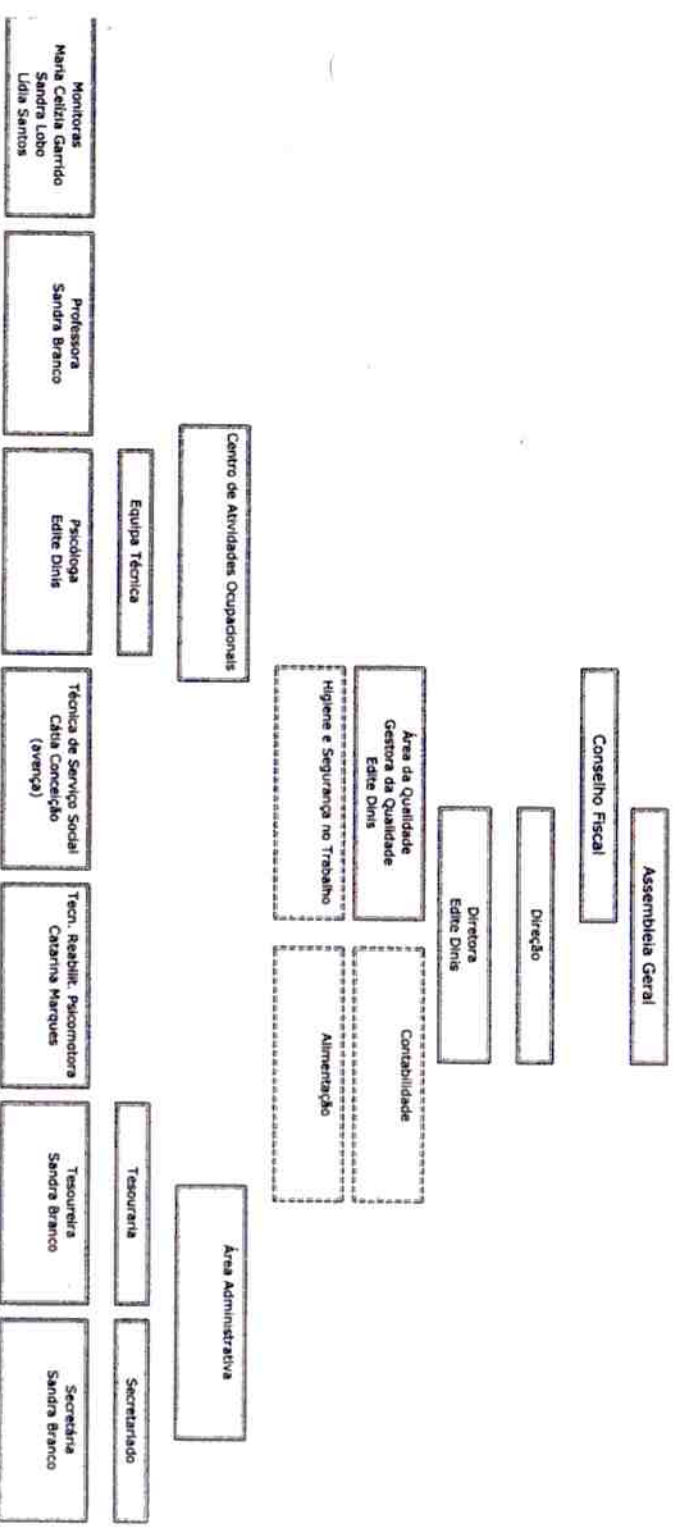 Assembleia Geral
Conselho Fiscal
Direção
Diretora
Edite Dinis
Área da Qualidade
Gestora da Qualidade
Edite Dinis
Contabilidade
Higiene e Segurança no Trabalho
Alimentação
Centro de Atividades Ocupacionais
Área Administrativa
Equipa Técnica
Tesouraria
Secretariado
Monitoras
Maria Celizia Garrido
Sandra Lobo
Lídia Santos
Professora
Sandra Branco
Psicóloga
Edite Dinis
Técnica de Serviço Social
Cátia Conceição
(avença)
Tecn. Reabilit. Psicomotora
Catarina Marques
Tesoureira
Sandra Branco
Secretária
Sandra Branco